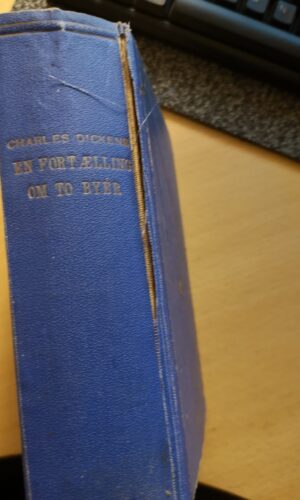 CHARLES DICKENS
EN FORTÆLLING
OM TO BYER